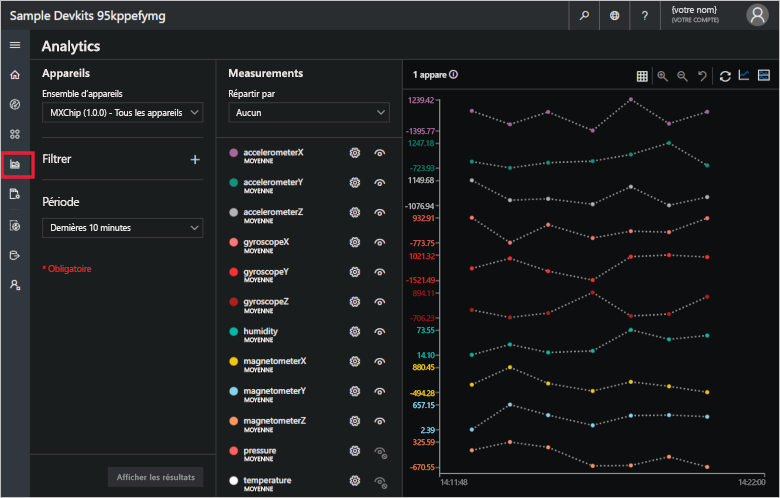 Sample Devkits 95kppefymg
?
{votre nom}
(VOTRE COMPTE)
Analytics
Appareils
Ensemble d'appareils
MXChip (1.0.0) - Tous les appareils
Filtrer
+
Période
Dernières 10 minutes
* Obligatoire
Afficher les résultats
Measurements
Répartir par
Aucun
accelerometerX
MOYENNE
accelerometerY
MOYENNE
accelerometerZ
MOYENNE
gyroscopeX
MOYENNE
gyroscopeY
MOYENNE
gyroscopeZ
MOYENNE
humidity
MOYENNE
magnetometerX
MOYENNE
magnetometerY
MOYENNE
magnetometerZ
MOYENNE
pressure
MOYENNE
temperature
MOYENNE
1 appare
1239.42
-1395.77
1247.18
-723.93
1149.68
-1076.94
932.91
-773.75
1021.32
-1521.49
894.11
-706.23
73.55
14.10
880.45
-494.28
657.15
2.39
325.59
-670.55
14:11:48
14:22:00